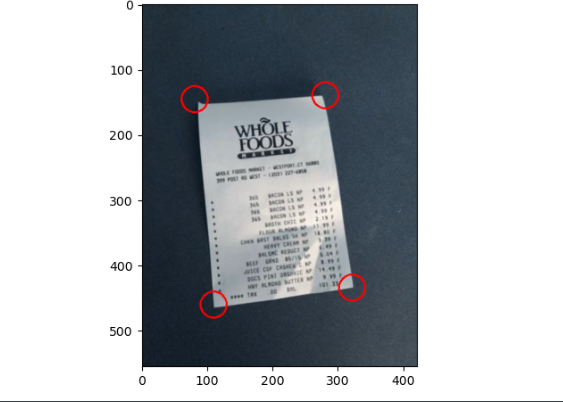 0
100
200
300
400
500
0 100 200 300 400
WHOLE
FOODS
MARKET
WHOLE FOODS MARKET - WESTPORT, CT 06880
399 POST RD WEST - (203) 227-6858
365 BACON LS NP 4.99 F
365 BACON LS NP 4.99 F
365 BACON LS NP 4.99 F
365 BACON LS NP 4.99 F
BROTH CHIC NP 2.19 F
FLOUR ALMOND NP 11.99 F
CHKN BRST BNLSS SK NP
HEAVY CREAM NP
BALSMC REDUCT NP 6.49 F
BEEF GRND 85/15 NP 5.04 F
JUICE COF CASHEW C NP 8.99 F
DOCS PINT ORGANIC NP 14.49 F
HNY ALMOND BUTTER NP 9.99 F
**** TAX .00 BAL 101.33